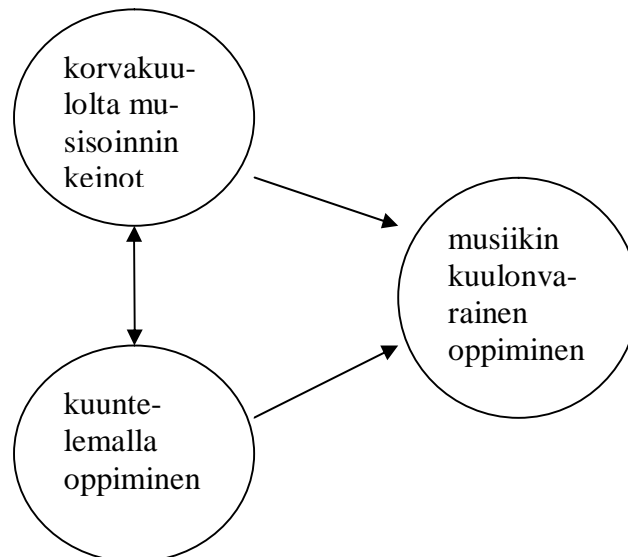 korvakuu-
lolta mu-
sisoinnin
keinot
musiikin
kuulonva-
rainen
oppiminen
kuunte-
lemalla
oppiminen